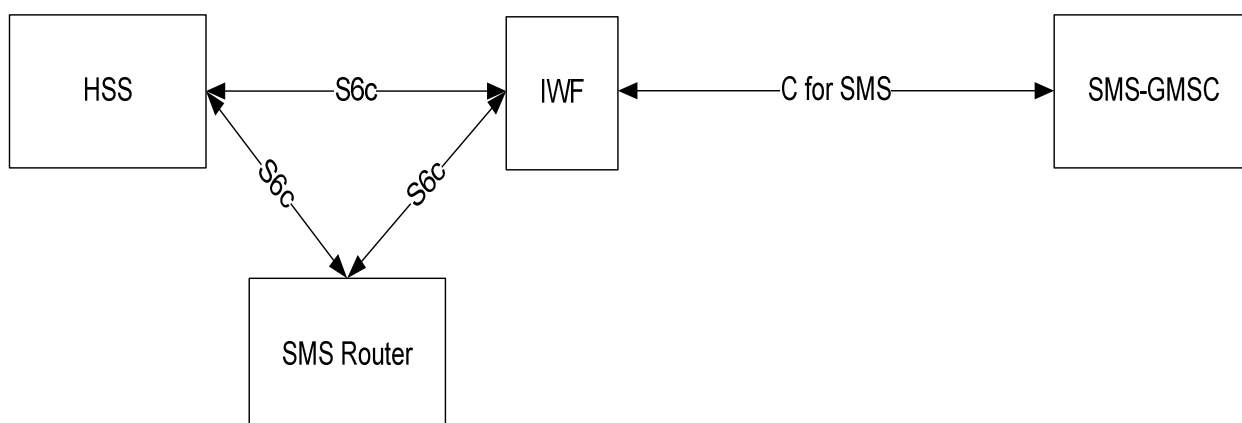 HSS
S6c
IWF
C for SMS
SMS-GMSC
S6c
S6c
SMS Router